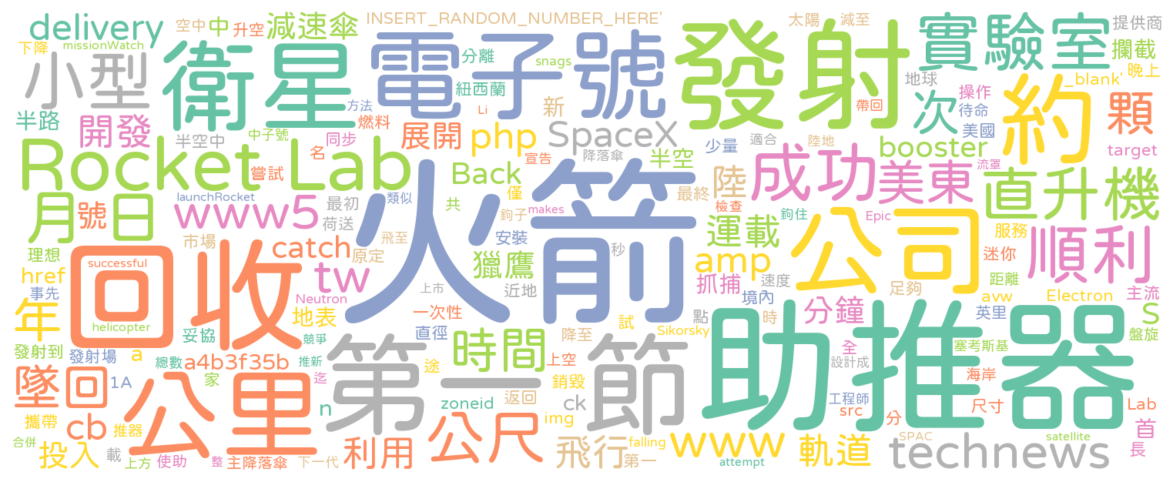 delivery
空中
中
升空
減速傘
INSERT_RANDOM_NUMBER_HERE'
太陽
減至
提供商
下降
missionWatch
分離
snags
攔截
小型
衛星
電子號
發射
實驗室
地球
_blank'
晚上
紐西蘭
操作
帶回
待命
美國
半路
開發
半空中
中子號
方法
Li
新
次
約
顆
燃料
展開
php
SpaceX
少量
適合
陸地
booster
target
同步
名
宣告
降落傘
半空
Rocket Lab
嘗試
Back
成功
美東
流罩
直升機
launchRocket
類似
僅
最終
陸
檢查
鉤住
月
日
號
www5
最初
荷送
共
鉤子
makes
Epic
市場
飛至
安裝
運載
公司
服務
順利
理想
回收
catch
原定
火箭
秒
獵鷹
amp
迷你
href
successful
tw
近地
抓捕
速度
足夠
距離
事先
Neutron
上市
一次性
點
境內
avw
Electron
主流
年
helicopter
地表
直徑
試
Sikorsky
時
分鐘
英里
S
盤旋
發射到
發射場
妥協
競爭
降至
第一
節
時間
上空
全
設計成
助推器
塞考斯基
a
總數
a4b3f35b
推新
途
銷毀
家
1A
迄
返回
工程師
海岸
墜回
公里
n
zoneid
img
ck
src
尺寸
Lab
cb
公尺
分
首
攜帶
推器
利用
飛行
www
軌道
SPAC
technews
長
合併
投入
載
上方
使助
整
主降落傘
下一代
falling
第一
attempt
satellite